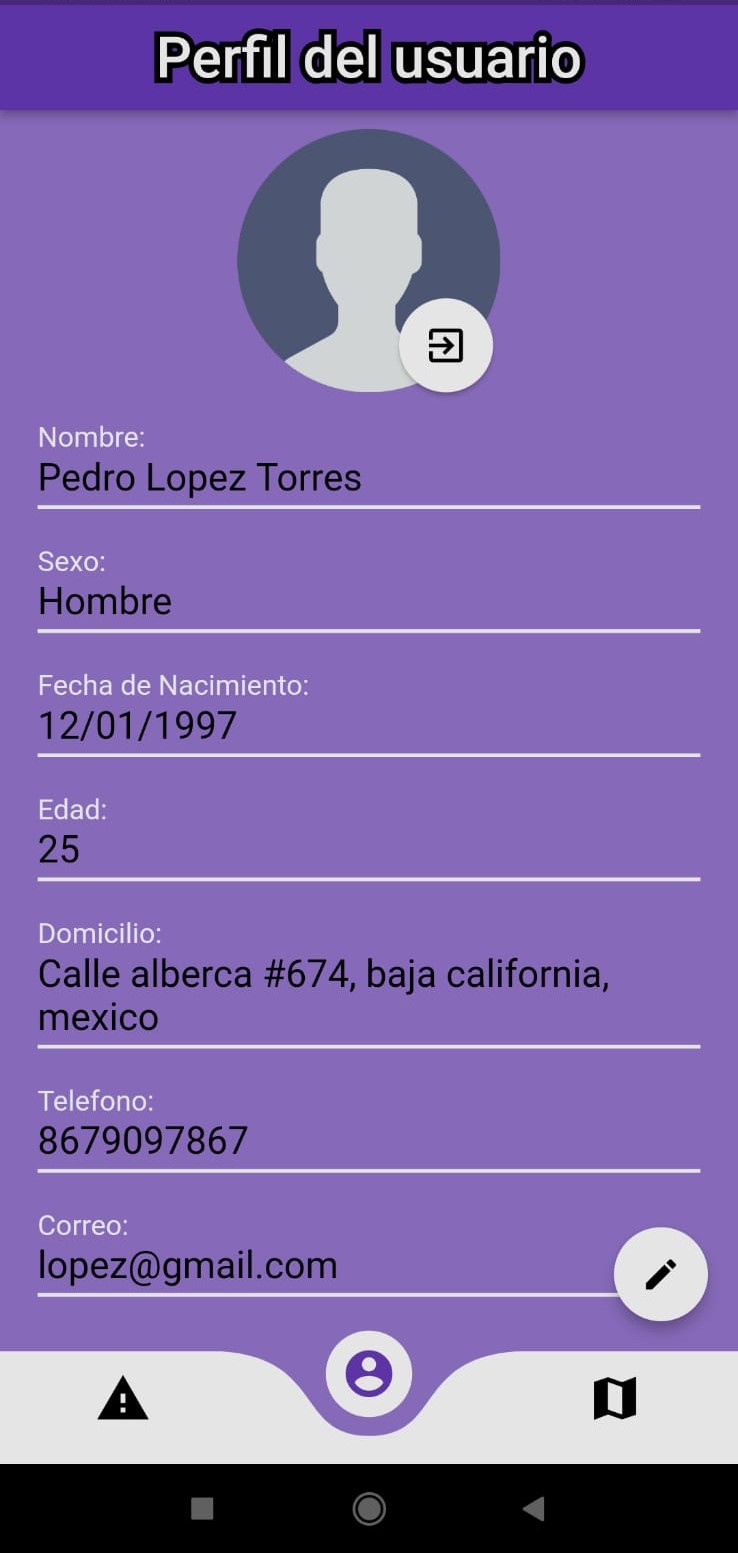 Perfil del usuario
Nombre:
Pedro Lopez Torres
Sexo:
Hombre
Fecha de Nacimiento:
12/01/1997
Edad:
25
Domicilio:
Calle alberca #674, baja california,
mexico
Telefono:
8679097867
Correo:
lopez@gmail.com